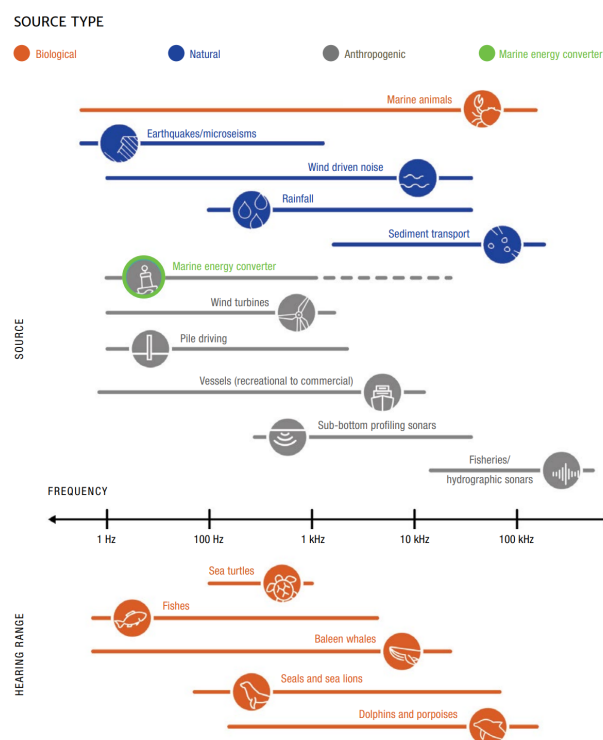 SOURCE TYPE
Biological
Natural
Anthropogenic
Marine energy converter
Marine animals
Earthquakes/microseisms
Wind driven noise
Rainfall
Sediment transport
Marine energy converter
Wind turbines
Pile driving
Vessels (recreational to commercial)
Sub-bottom profiling sonars
Fisheries/
hydrographic sonars
SOURCE
FREQUENCY
1 Hz
100 Hz
1 kHz
10 kHz
100 kHz
Sea turtles
Fishes
Baleen whales
Seals and sea lions
Dolphins and porpoises
HEARING RANGE